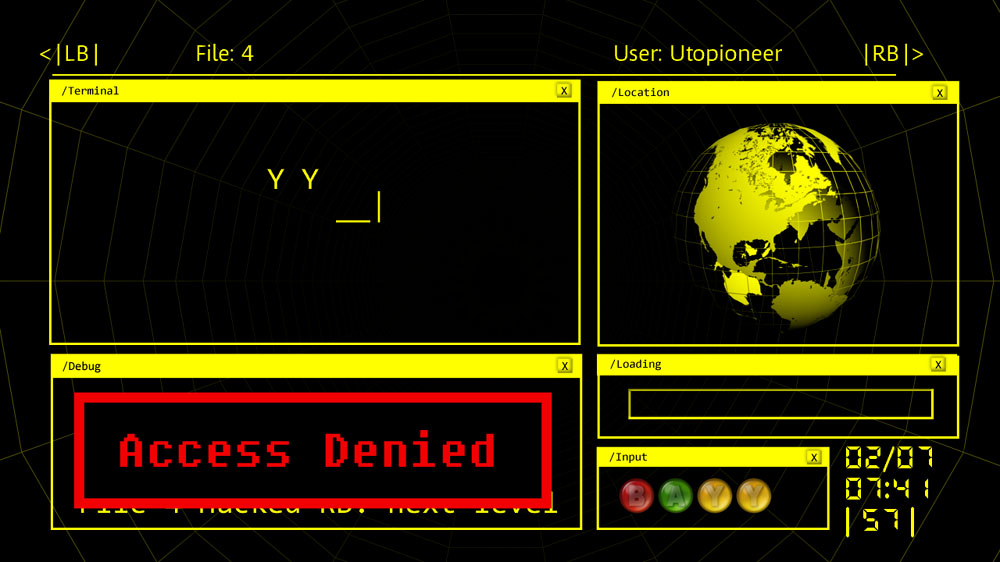 <|LB|
File: 4
User: Utopioneer
|RB|>
/Terminal X
/Location X
Y Y
__|
/Debug X
/Loading X
Access Denied
File 4 Hacked RB: next level
/Input X
B A Y Y
02/07
07:41
|57|